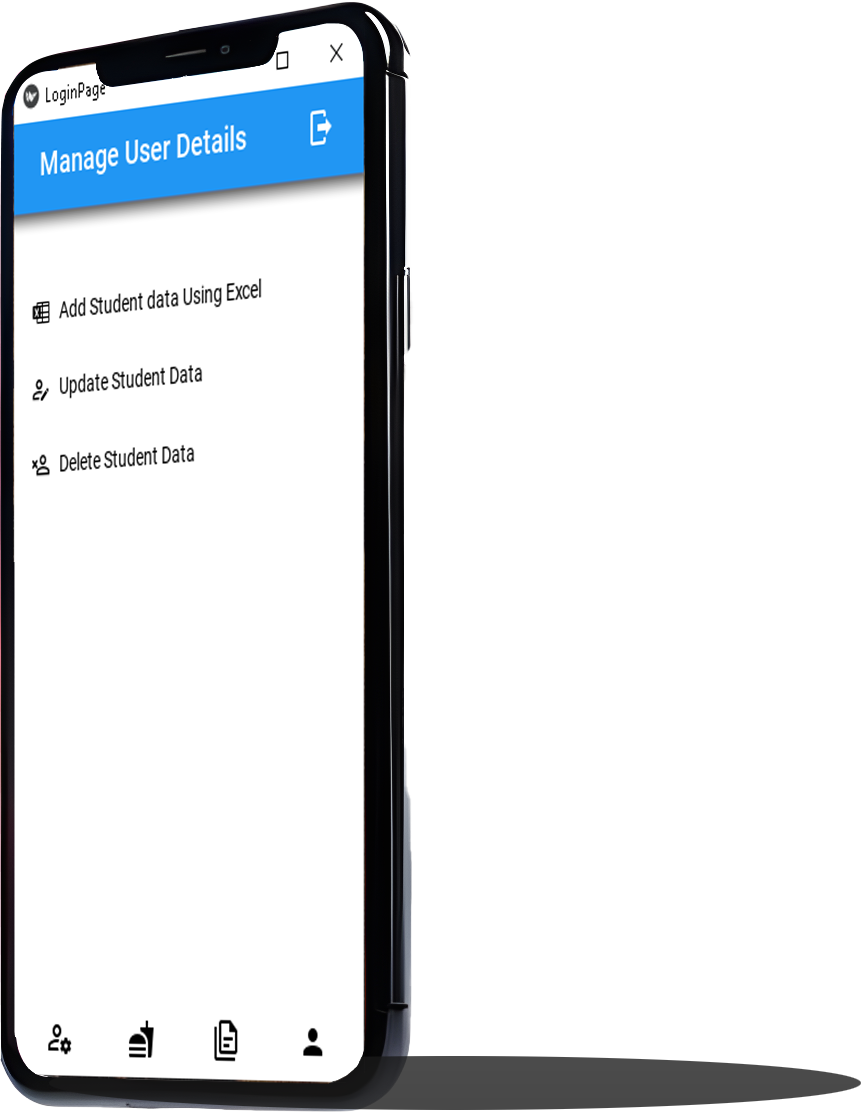 LoginPage
Manage User Details
Add Student data Using Excel
Update Student Data
Delete Student Data